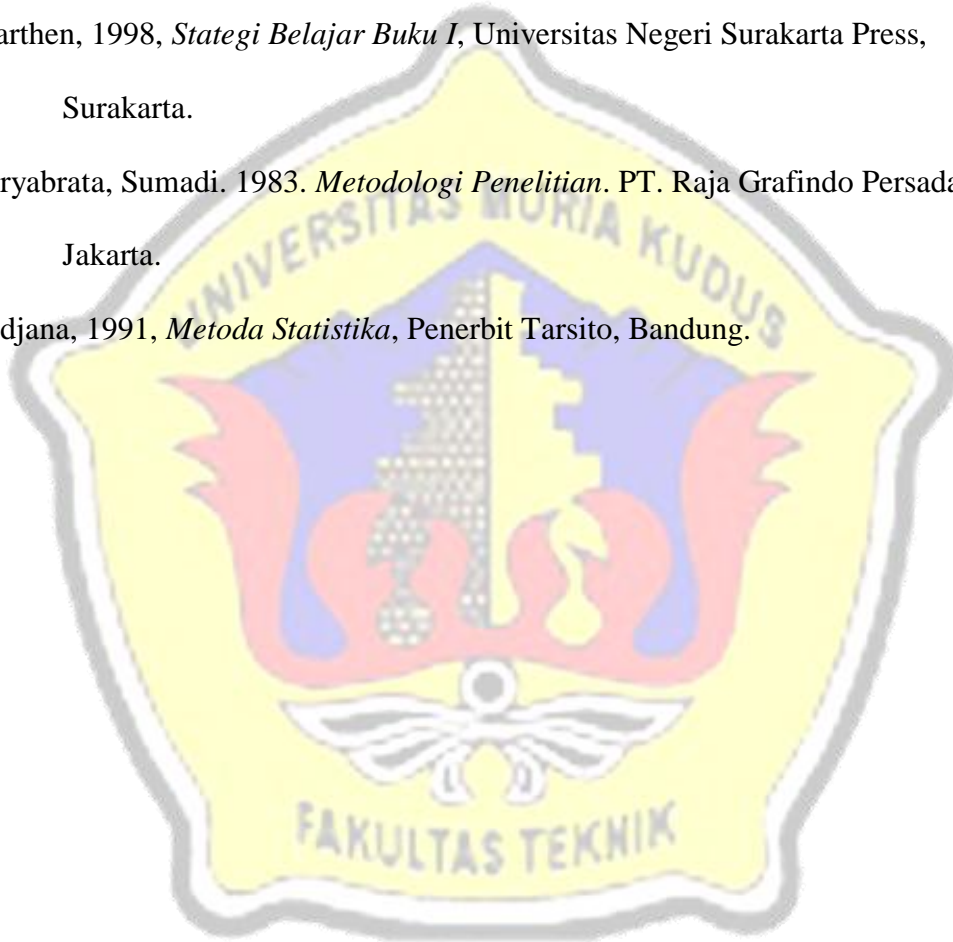 arthen, 1998, Stategi Belajar Buku I, Universitas Negeri Surakarta Press,
Surakarta.
ryabrata, Sumadi. 1983. Metodologi Penelitian. PT. Raja Grafindo Persada
Jakarta.
djana, 1991, Metoda Statistika, Penerbit Tarsito, Bandung.
UNIVERSITAS MURIA KUDUS
FAKULTAS TEKNIK